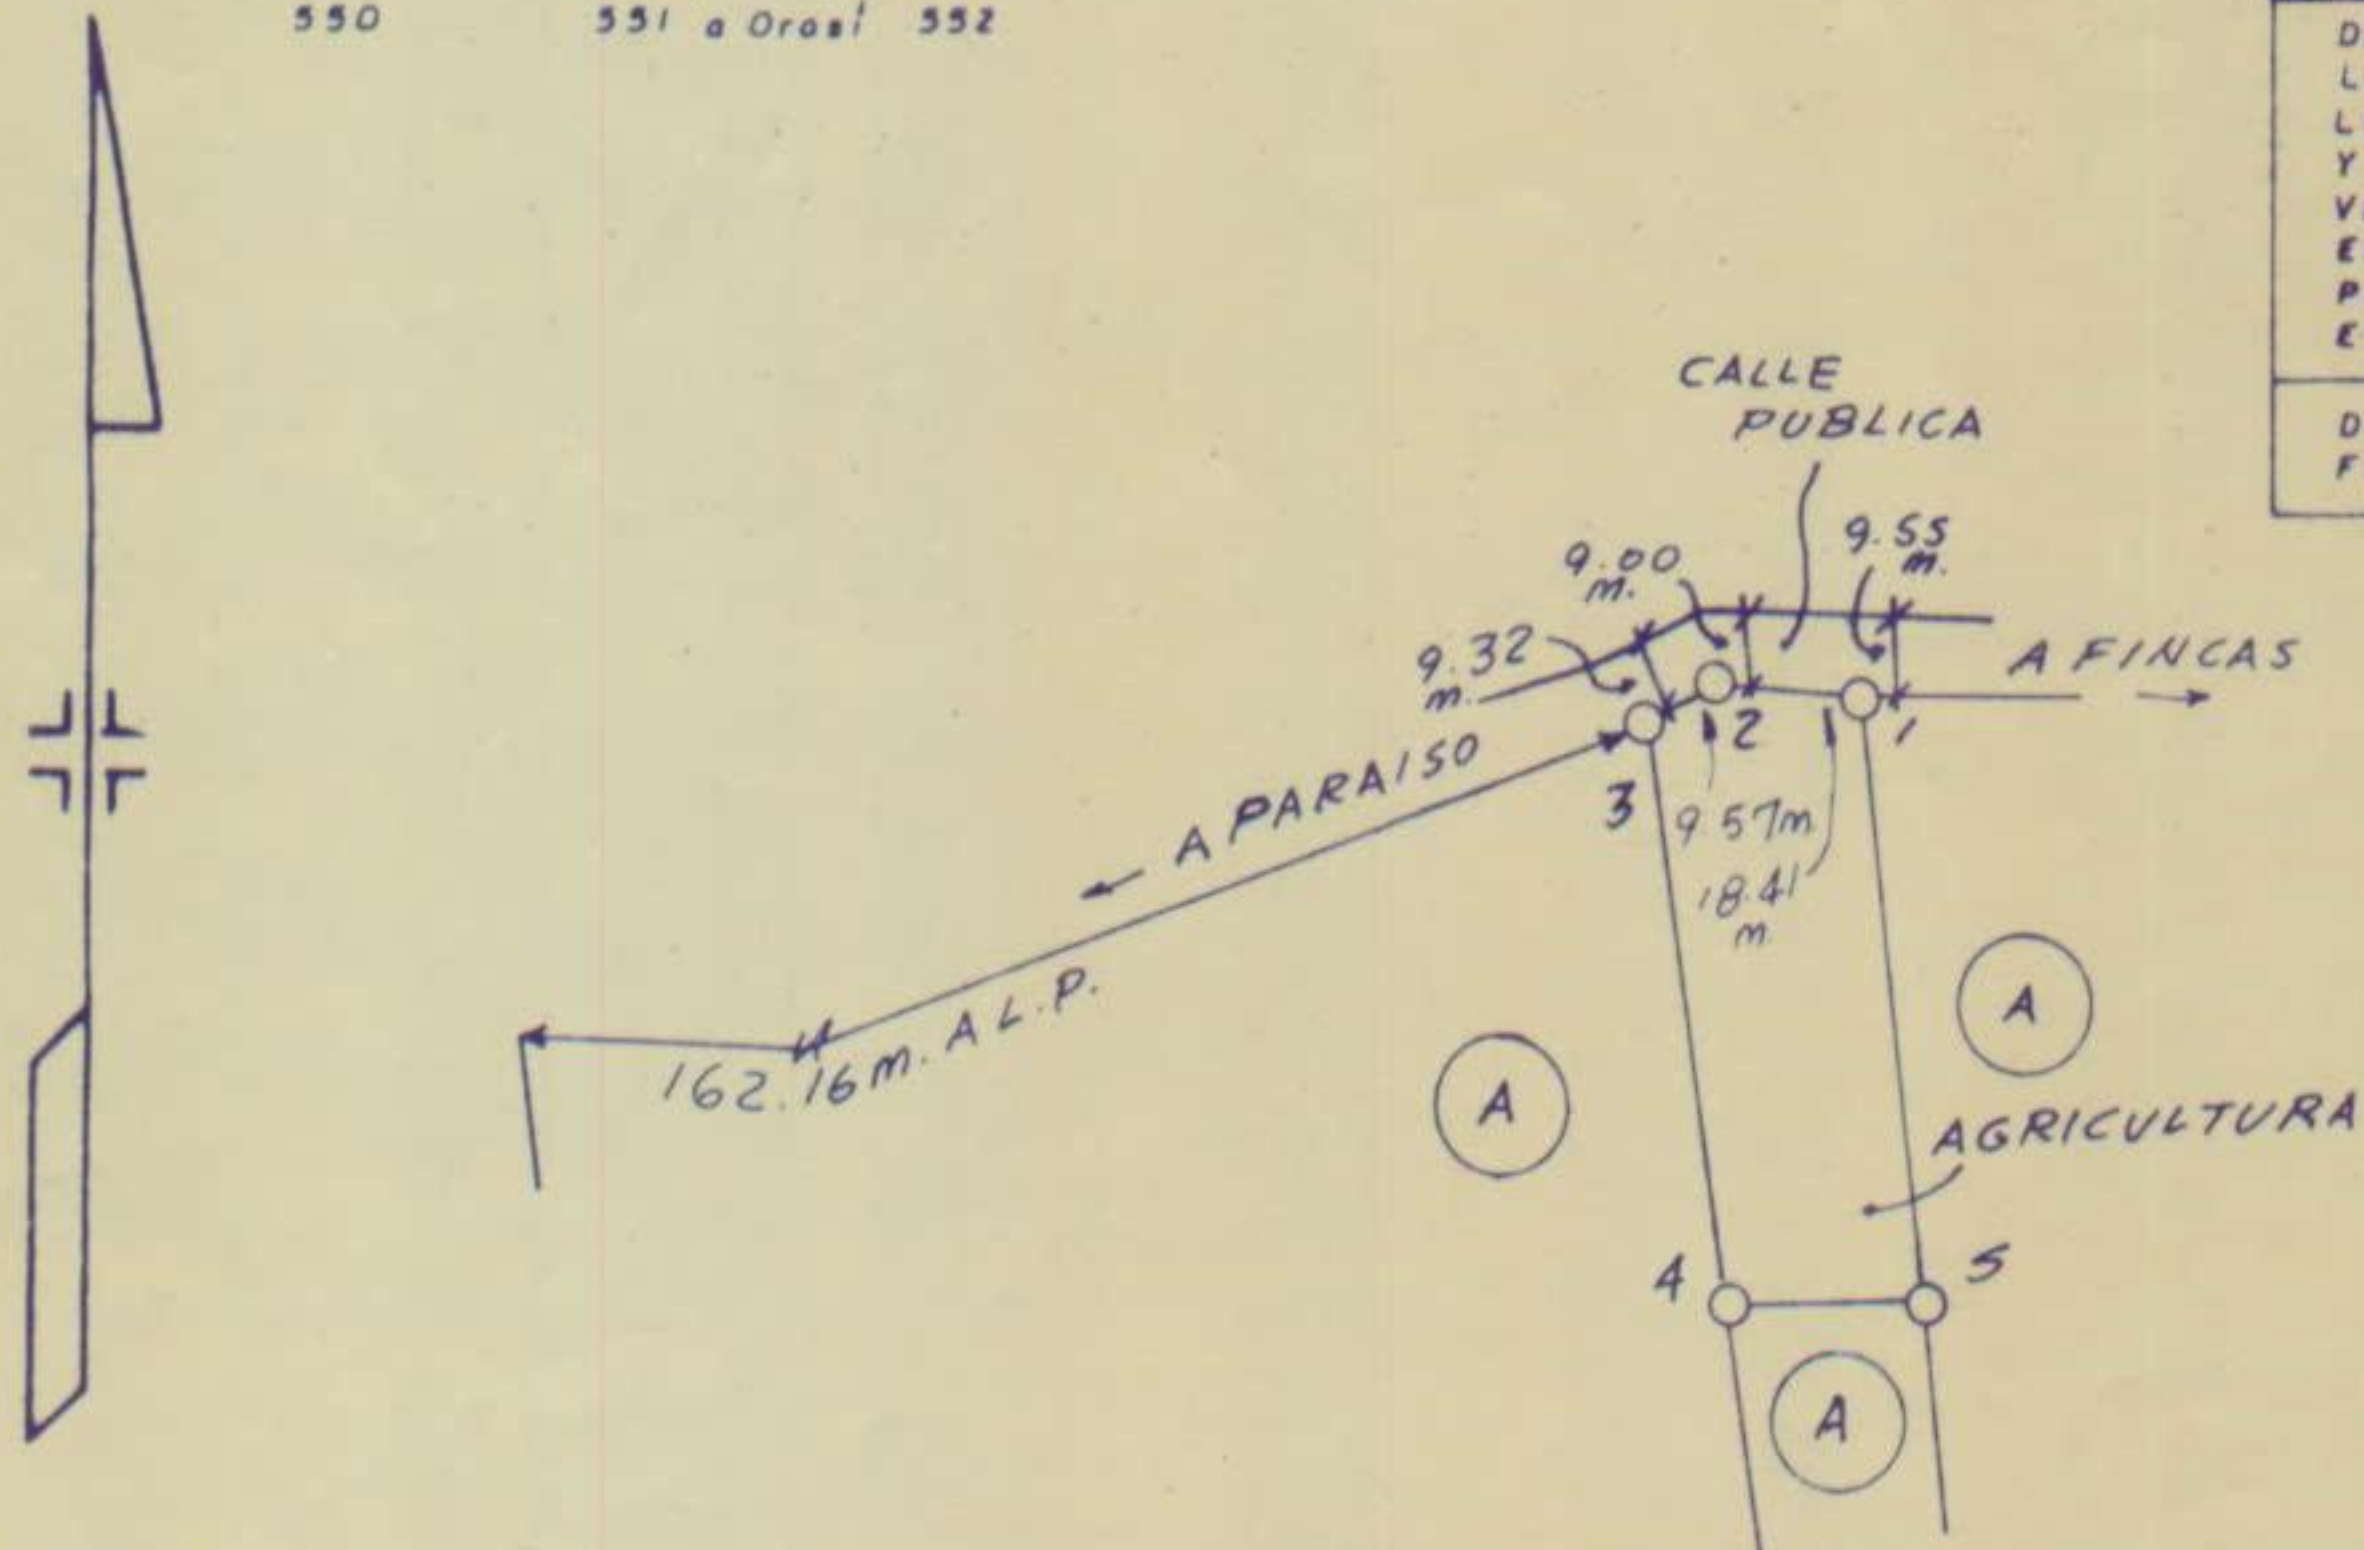 550 551 a Orosí 552
D
L
L
Y
V
E
P
E
D
F
CALLE
PUBLICA
9.55
m.
9.00
m.
9.32
m.
A FINCAS
2
1
3
A PARAISO
9.57m
18.41
m.
162.16m. A L.P.
A
A
AGRICULTURA
4
5
A